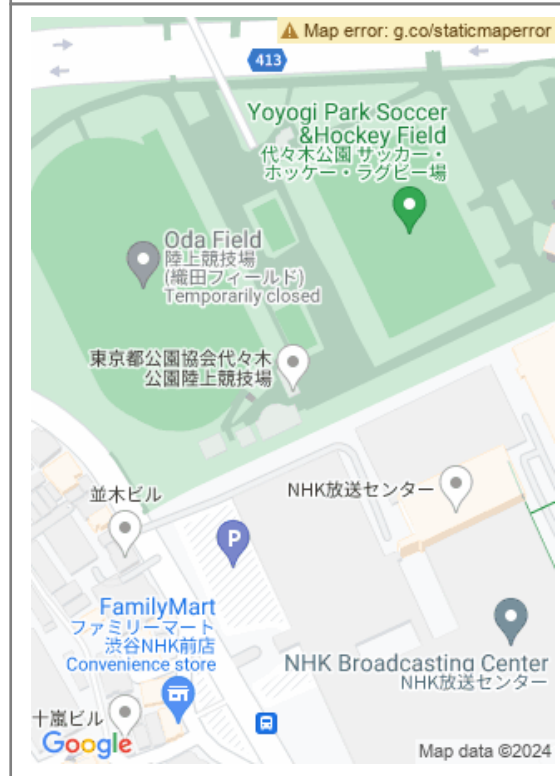 Map error: g.co/staticmaperror
413
Yoyogi Park Soccer
&Hockey Field
代々木公園 サッカー・
ホッケー・ラグビー場
Oda Field
陸上競技場
(織田フィールド)
Temporarily closed
東京都公園協会代々木
公園陸上競技場
並木ビル
NHK放送センター
P
FamilyMart
ファミリーマート
渋谷NHK前店
Convenience store
NHK Broadcasting Center
NHK放送センター
十嵐ビル
Google
Map data ©2024